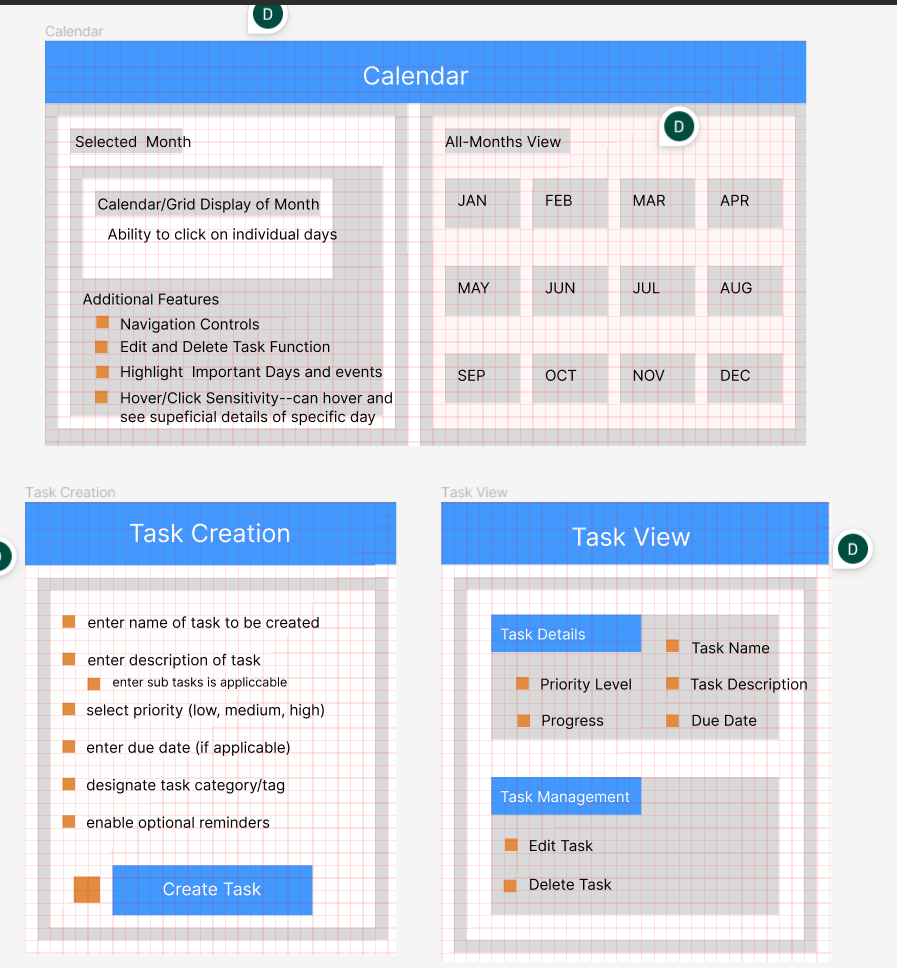 D
Calendar
Calendar
Selected  Month
Calendar/Grid Display of Month
Ability to click on individual days
Additional Features
Navigation Controls
Edit and Delete Task Function
Highlight  Important Days and events
Hover/Click Sensitivity--can hover and
see supeficial details of specific day
D
All-Months View
JAN FEB MAR APR
MAY JUN JUL AUG
SEP OCT NOV DEC
Task Creation
Task Creation
enter name of task to be created
enter description of task
enter sub tasks is appliccable
select priority (low, medium, high)
enter due date (if applicable)
designate task category/tag
enable optional reminders
Create Task
Task View
Task View
D
Task Details
Priority Level
Progress
Task Name
Task Description
Due Date
Task Management
Edit Task
Delete Task